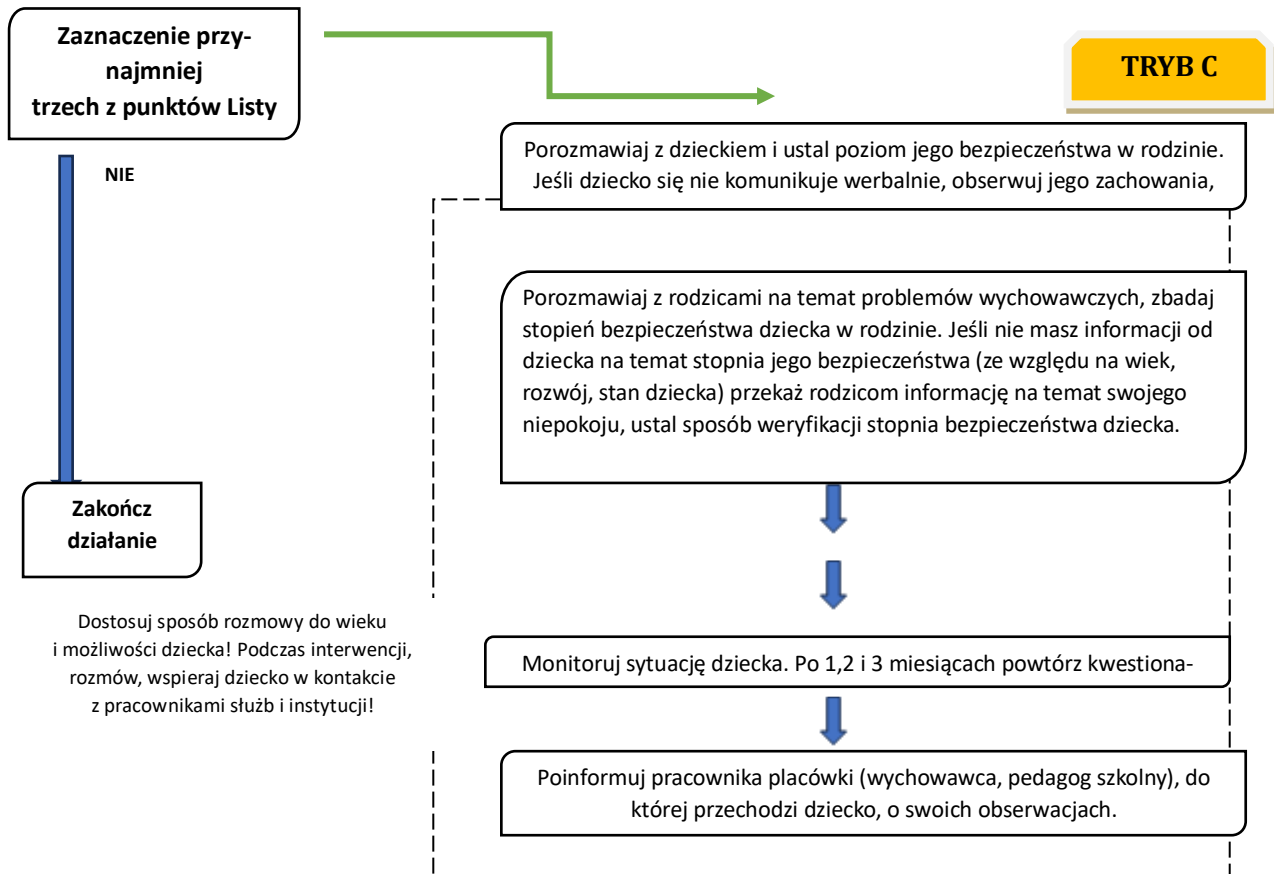 Zaznaczenie przy-
najmniej
trzech z punktów Listy
TRYB C
NIE
Porozmawiaj z dzieckiem i ustal poziom jego bezpieczeństwa w rodzinie.
Jeśli dziecko się nie komunikuje werbalnie, obserwuj jego zachowania,
Porozmawiaj z rodzicami na temat problemów wychowawczych, zbadaj
stopień bezpieczeństwa dziecka w rodzinie. Jeśli nie masz informacji od
dziecka na temat stopnia jego bezpieczeństwa (ze względu na wiek,
rozwój, stan dziecka) przekaż rodzicom informację na temat swojego
niepokoju, ustal sposób weryfikacji stopnia bezpieczeństwa dziecka.
Zakończ
działanie
Dostosuj sposób rozmowy do wieku
i możliwości dziecka! Podczas interwencji,
rozmów, wspieraj dziecko w kontakcie
z pracownikami służb i instytucji!
Monitoruj sytuację dziecka. Po 1,2 i 3 miesiącach powtórz kwestiona-
Poinformuj pracownika placówki (wychowawca, pedagog szkolny), do
której przechodzi dziecko, o swoich obserwacjach.